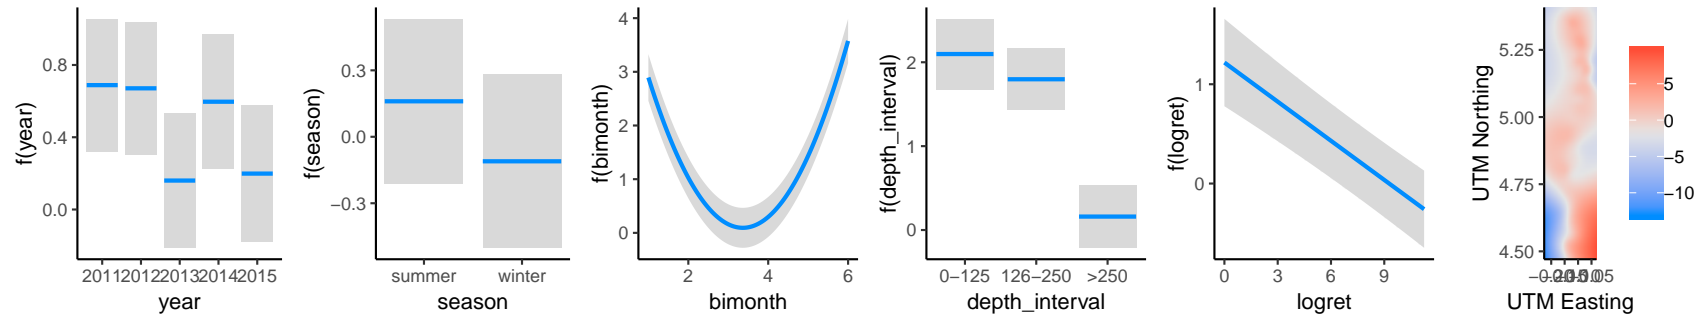 f(year)
0.8
0.4
0.0
2011 2012 2013 2014 2015
year
f(season)
0.3
0.0
−0.3
summer winter
season
f(bimonth)
4
3
2
1
0
2 4 6
bimonth
f(depth_interval)
2
1
0
0−125 126−250 >250
depth_interval
f(logret)
1
0
0 3 6 9
logret
UTM Northing
5.25
5.00
4.75
4.50
UTM Easting
5
0
−5
−10